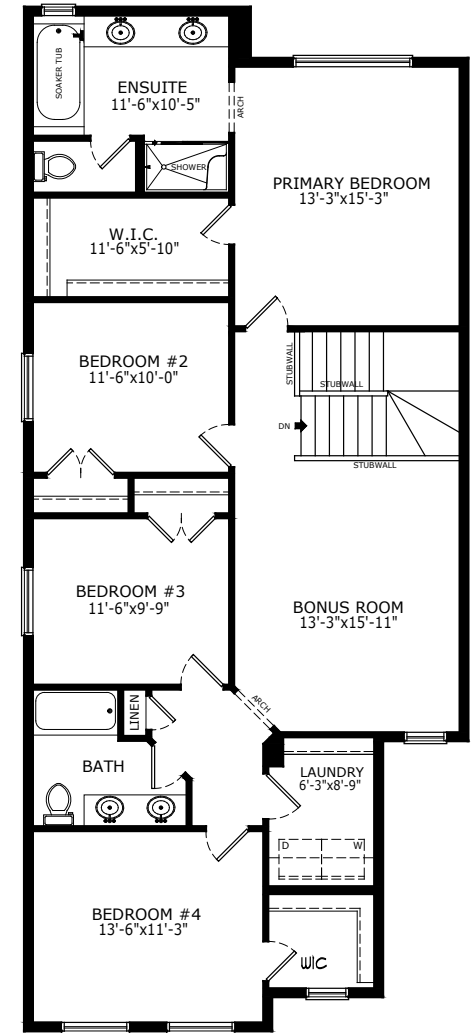 SOAKER TUB
ENSUITE
11'-6"x10'-5"
ARCH
SHOWER
PRIMARY BEDROOM
13'-3"x15'-3"
W.I.C.
11'-6"x5'-10"
BEDROOM #2
11'-6"x10'-0"
STUBWALL
STUBWALL
DN
STUBWALL
BEDROOM #3
11'-6"x9'-9"
BONUS ROOM
13'-3"x15'-11"
LINEN
ARCH
BATH
LAUNDRY
6'-3"x8'-9"
D
W
BEDROOM #4
13'-6"x11'-3"
WIC